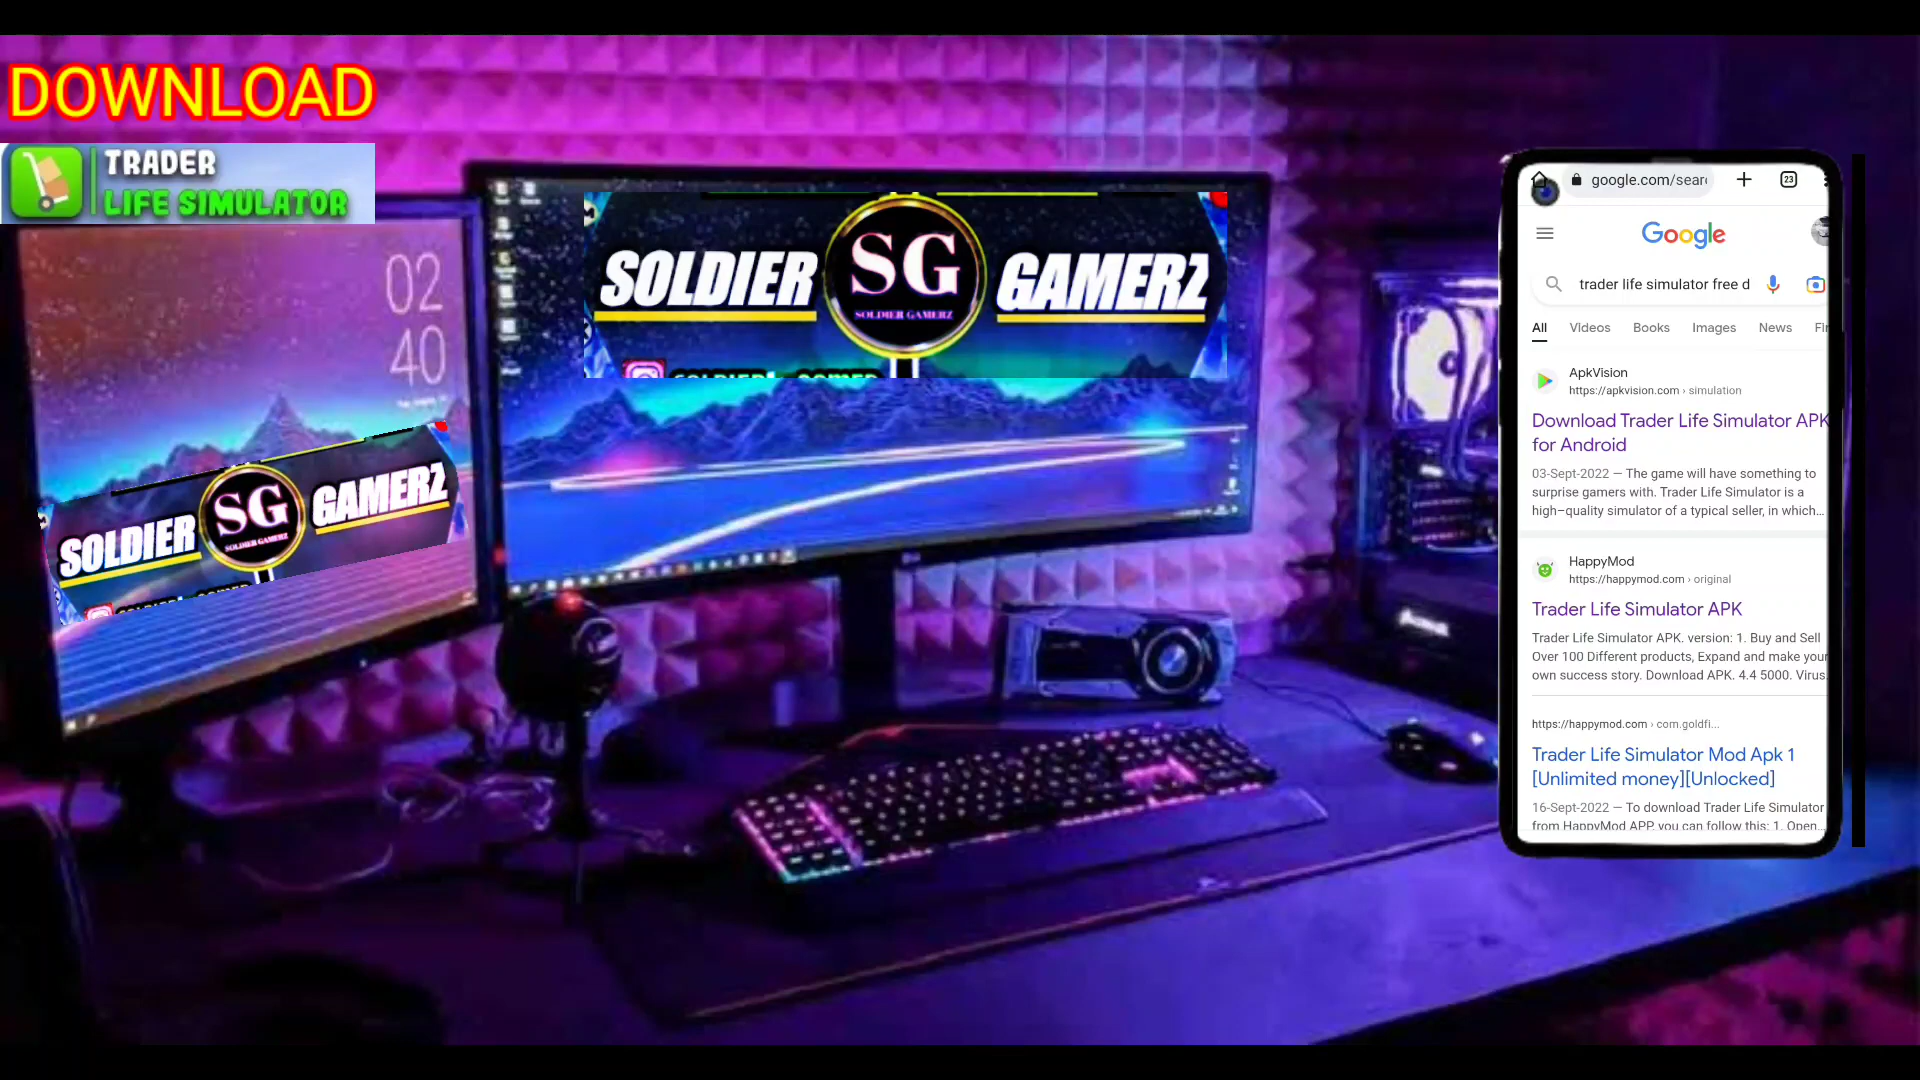 DOWNLOAD
TRADER
LIFE SIMULATOR
02
40
SOLDIER SG GAMERZ
SOLDIER GAMERZ
SOLDIER SG GAMERZ
SOLDIER GAMERZ
google.com/sear
23
Google
trader life simulator free d
All Videos Books Images News
ApkVision
https://apkvision.com › simulation
Download Trader Life Simulator APK
for Android
03-Sept-2022 — The game will have something to
surprise gamers with. Trader Life Simulator is a
high-quality simulator of a typical seller, in which...
HappyMod
https://happymod.com › original
Trader Life Simulator APK
Trader Life Simulator APK. version: 1. Buy and Sell
Over 100 Different products, Expand and make your
own success story. Download APK. 4.4 5000. Virus.
https://happymod.com › com.goldfi...
Trader Life Simulator Mod Apk 1
[Unlimited money][Unlocked]
16-Sept-2022 — To download Trader Life Simulator
from HappyMod APP, you can follow this: 1. Open...